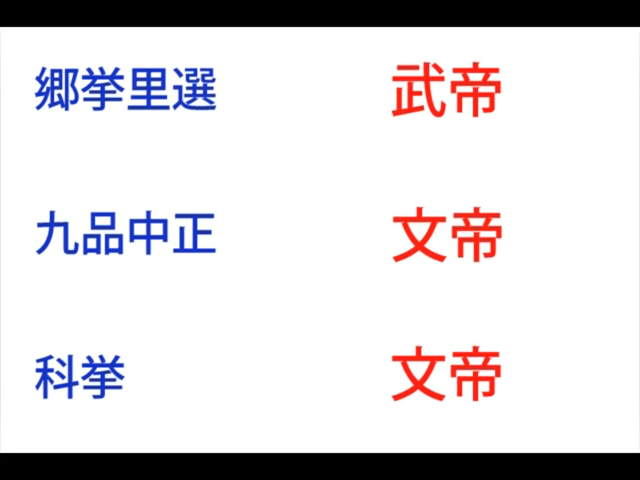 郷挙里選 武帝
九品中正 文帝
科挙 文帝